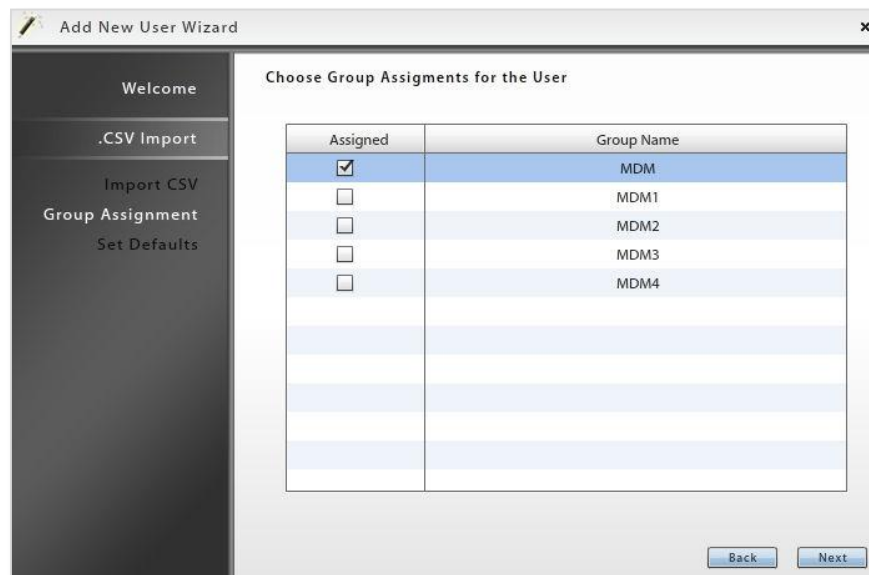 Add New User Wizard
Welcome
.CSV Import
Import CSV
Group Assignment
Set Defaults
Choose Group Assigments for the User
Assigned Group Name
MDM
MDM1
MDM2
MDM3
MDM4
Back Next